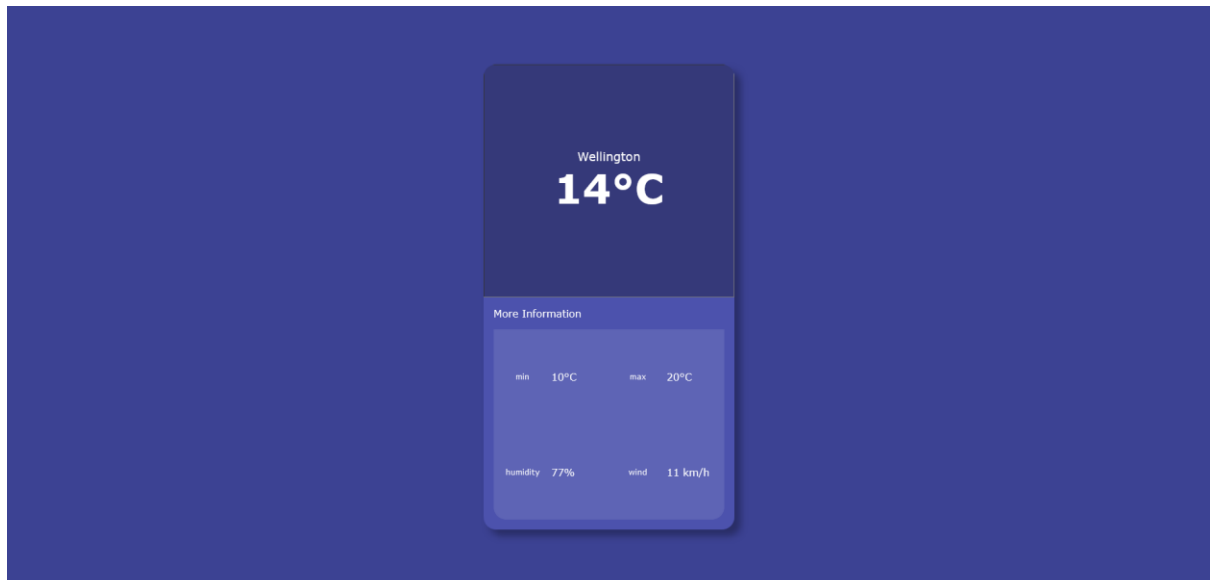 Wellington
14°C
More Information
min 10°C max 20°C
humidity 77% wind 11 km/h